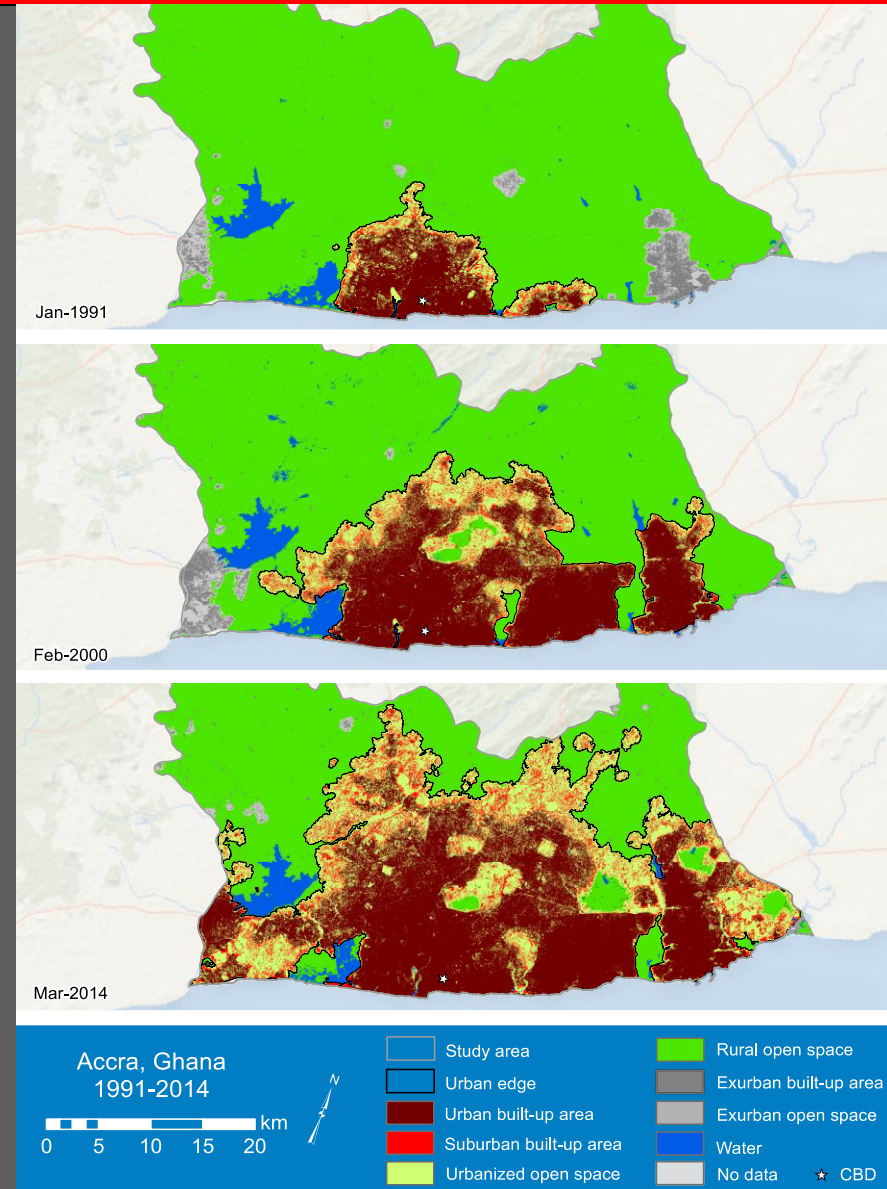 Jan-1991
Feb-2000
Mar-2014
Accra, Ghana
1991-2014
km
0 5 10 15 20
N
Study area
Urban edge
Urban built-up area
Suburban built-up area
Urbanized open space
Rural open space
Exurban built-up area
Exurban open space
Water
No data
CBD